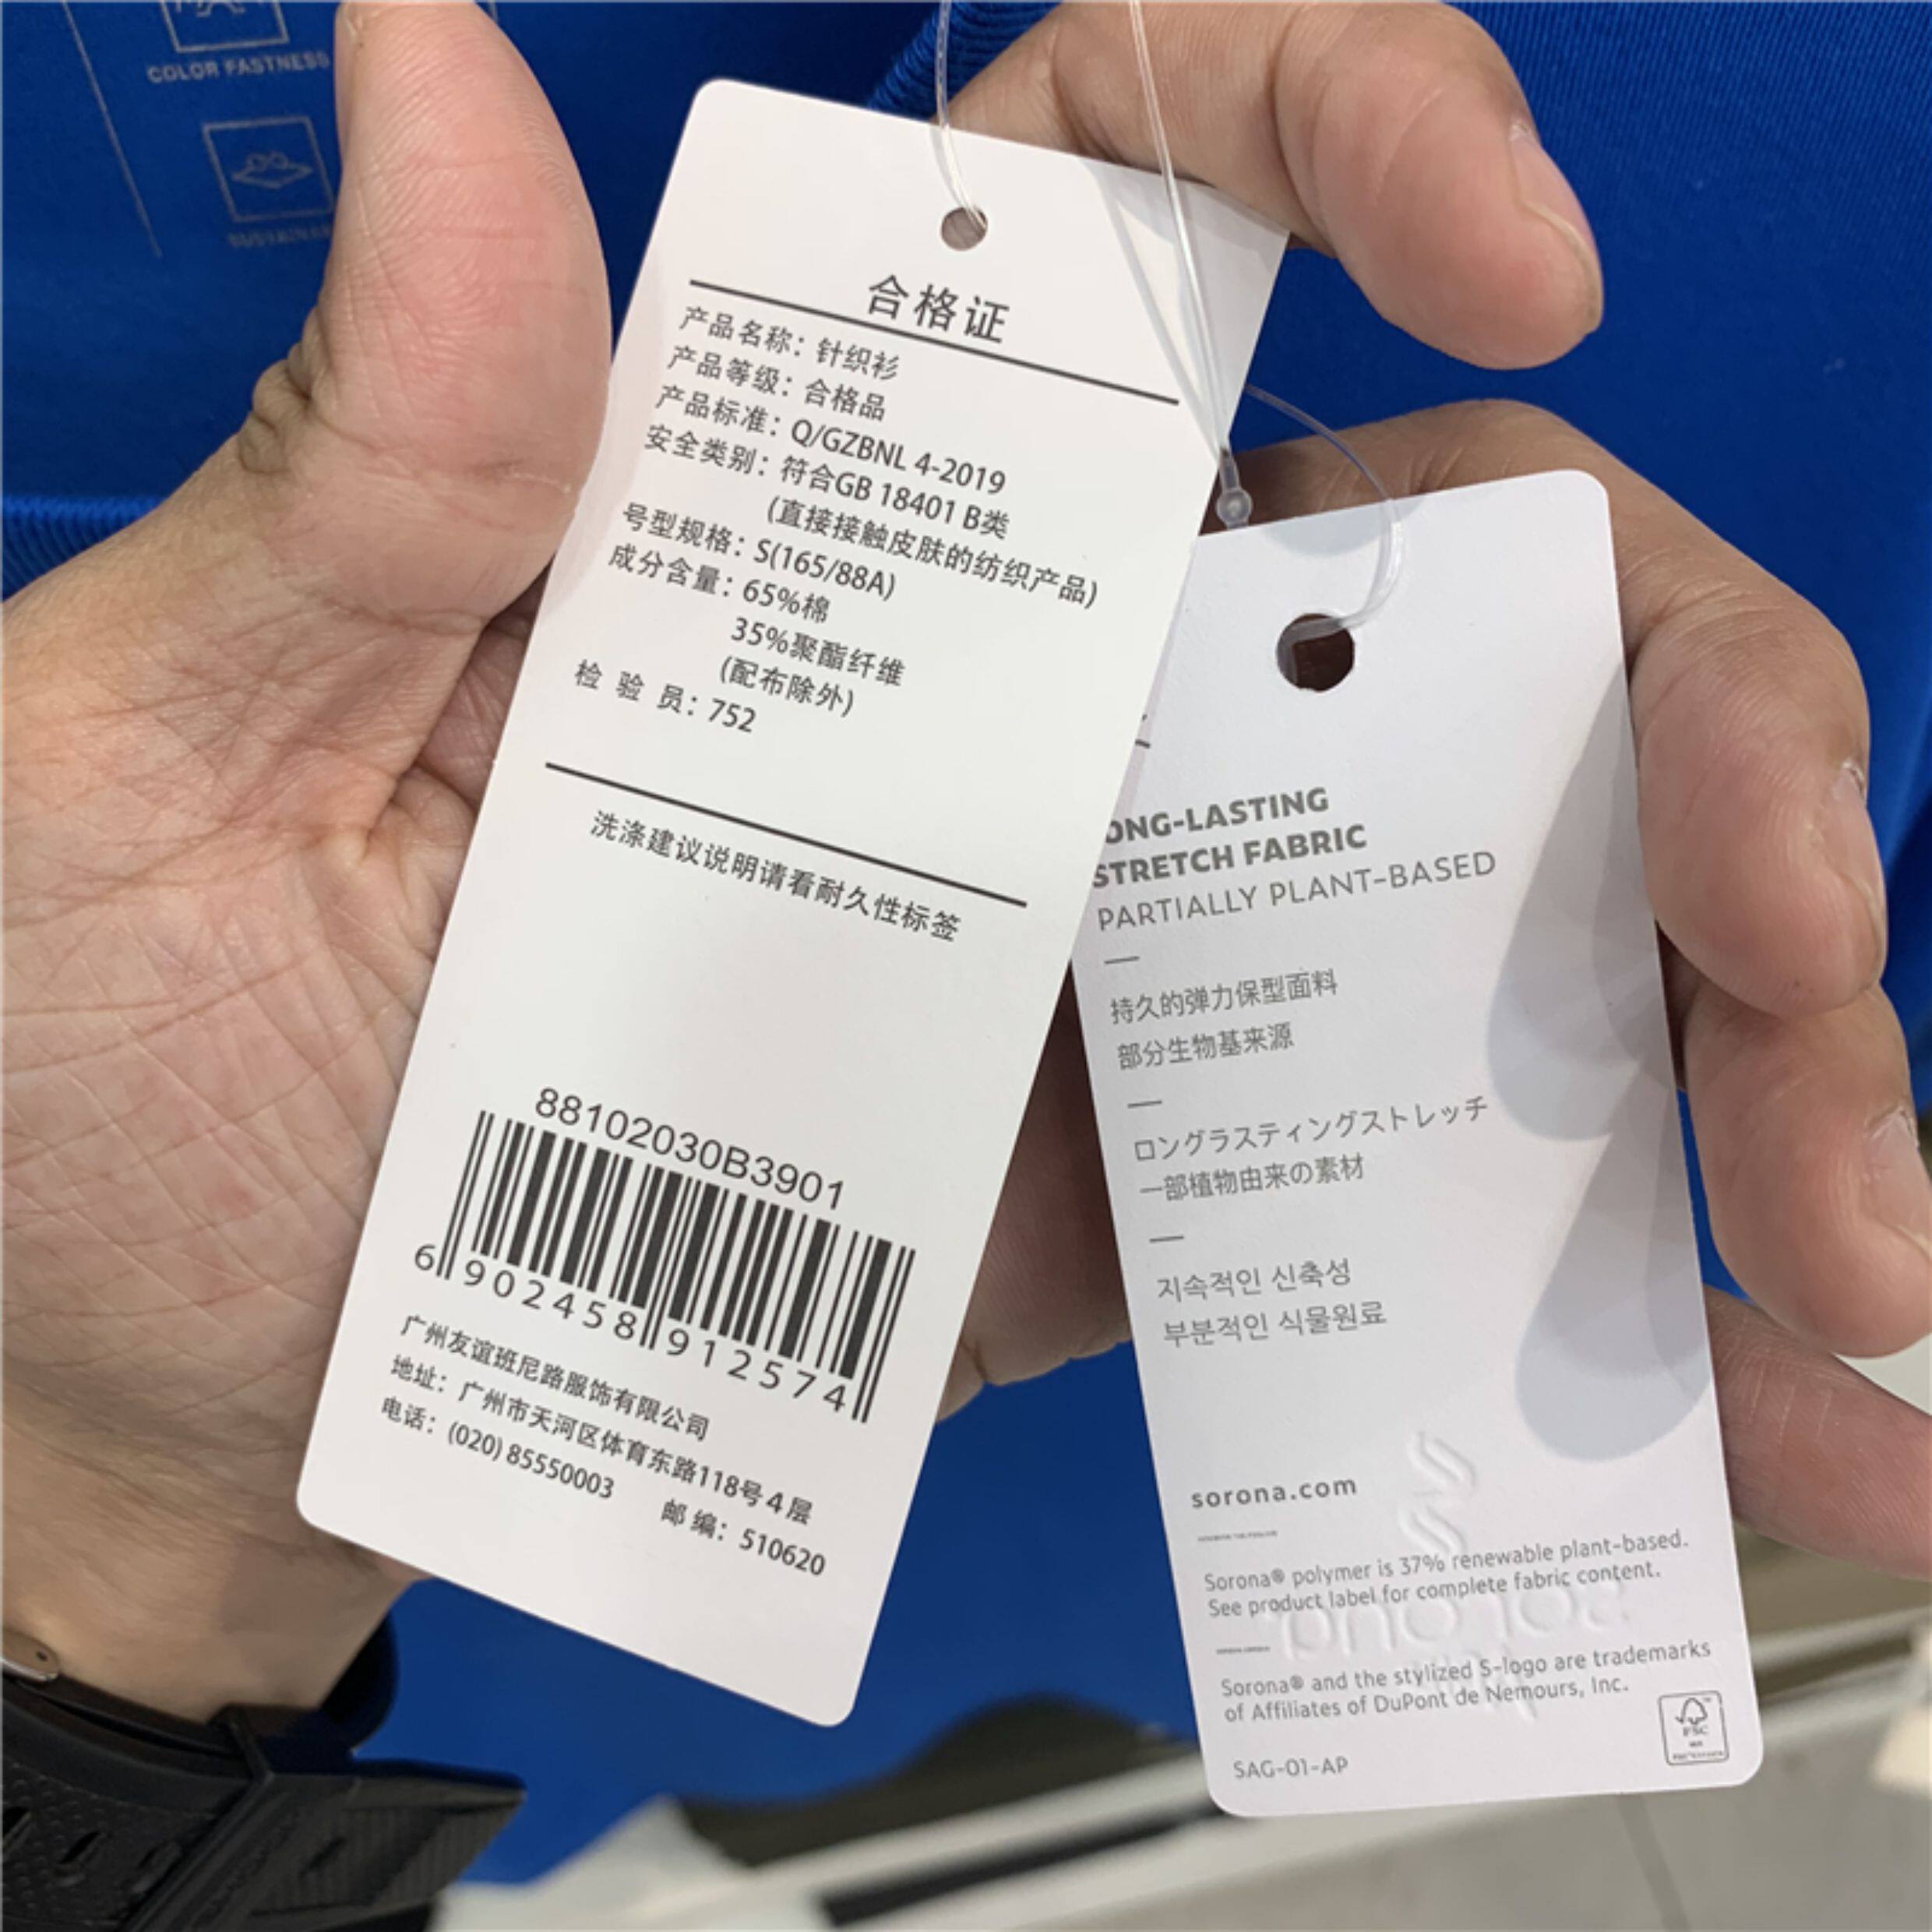 COLOR FASTNESS
合格证
产品名称：针织衫
产品等级：合格品
产品标准：Q/GZBNL 4-2019
安全类别：符合GB 18401 B类
(直接接触皮肤的纺织产品)
号型规格：S(165/88A)
成分含量：65%棉
35%聚酯纤维
(配布除外)
检 验 员：752
洗涤建议说明请看耐久性标签
88102030B3901
6 902458 912574
广州友谊班尼路服饰有限公司
地址：广州市天河区体育东路118号4层
电话：(020) 85550003 邮编：510620
ONG-LASTING
STRETCH FABRIC
PARTIALLY PLANT-BASED
持久的弹力保型面料
部分生物基来源
ロングラスティングストレッチ
一部植物由来の素材
지속적인 신축성
부분적인 식물원료
sorona.com
Sorona® polymer is 37% renewable plant-based.
See product label for complete fabric content.
Sorona® and the stylized S-logo are trademarks
of Affiliates of DuPont de Nemours, Inc.
SAG-01-AP
FSC